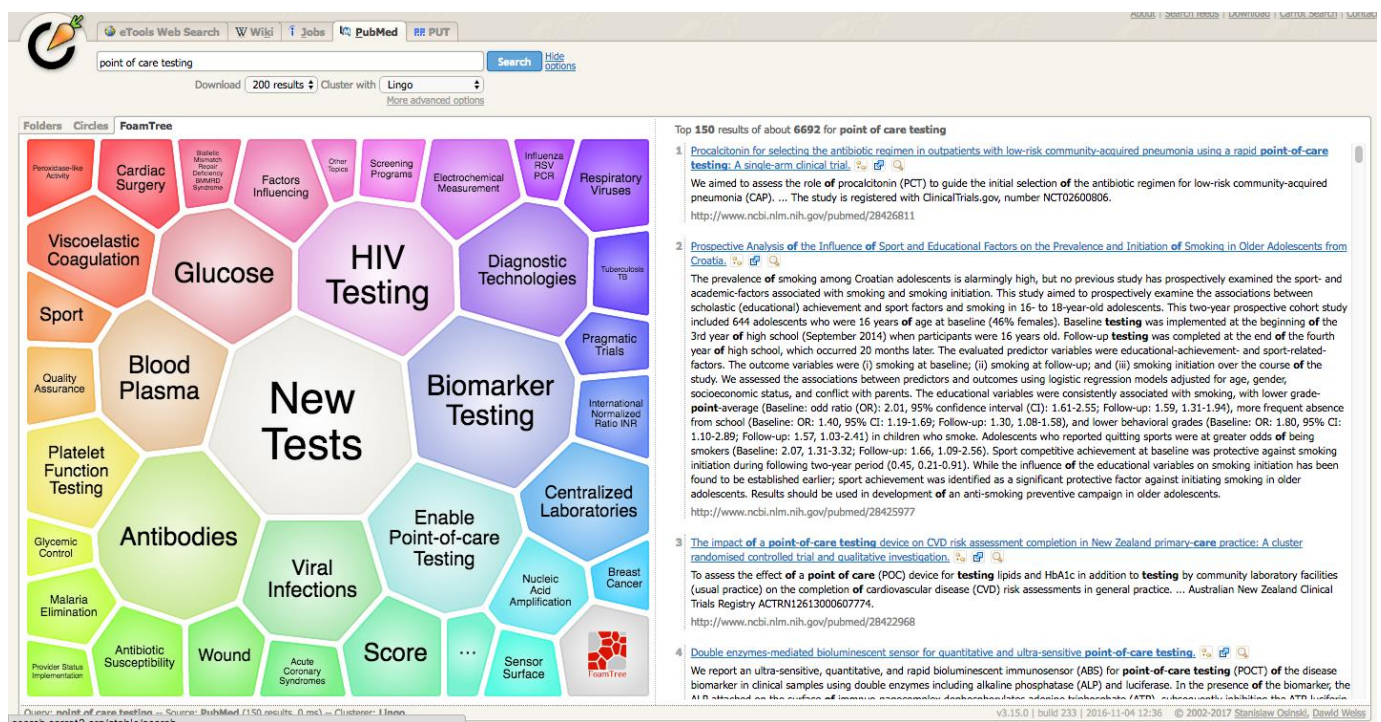 About | Search feeds | Download | Carrot Search | Contact
eTools Web Search Wiki Jobs PubMed PUT
point of care testing Search Hide options
Download 200 results Cluster with Lingo
More advanced options
Folders Circles FoamTree
Peroxidase-like Activity
Cardiac Surgery
Biallelic Mismatch Repair Deficiency BMMRD Syndrome
Factors Influencing
Other Topics
Screening Programs
Electrochemical Measurement
Influenza RSV PCR
Respiratory Viruses
Viscoelastic Coagulation
Glucose
HIV Testing
Diagnostic Technologies
Tuberculosis TB
Sport
Blood Plasma
New Tests
Biomarker Testing
Pragmatic Trials
Quality Assurance
International Normalized Ratio INR
Platelet Function Testing
Antibodies
Enable Point-of-care Testing
Centralized Laboratories
Glycemic Control
Viral Infections
Nucleic Acid Amplification
Breast Cancer
Malaria Elimination
Antibiotic Susceptibility
Wound
Acute Coronary Syndromes
Score
...
Sensor Surface
FoamTree
Provider Status Implementation
Top 150 results of about 6692 for point of care testing
1 Procalcitonin for selecting the antibiotic regimen in outpatients with low-risk community-acquired pneumonia using a rapid point-of-care
testing: A single-arm clinical trial.
We aimed to assess the role of procalcitonin (PCT) to guide the initial selection of the antibiotic regimen for low-risk community-acquired
pneumonia (CAP). ... The study is registered with ClinicalTrials.gov, number NCT02600806.
http://www.ncbi.nlm.nih.gov/pubmed/28426811
2 Prospective Analysis of the Influence of Sport and Educational Factors on the Prevalence and Initiation of Smoking in Older Adolescents from
Croatia.
The prevalence of smoking among Croatian adolescents is alarmingly high, but no previous study has prospectively examined the sport- and
academic-factors associated with smoking and smoking initiation. This study aimed to prospectively examine the associations between
scholastic (educational) achievement and sport factors and smoking in 16- to 18-year-old adolescents. This two-year prospective cohort study
included 644 adolescents who were 16 years of age at baseline (46% females). Baseline testing was implemented at the beginning of the
3rd year of high school (September 2014) when participants were 16 years old. Follow-up testing was completed at the end of the fourth
year of high school, which occurred 20 months later. The evaluated predictor variables were educational-achievement- and sport-related-
factors. The outcome variables were (i) smoking at baseline; (ii) smoking at follow-up; and (iii) smoking initiation over the course of the
study. We assessed the associations between predictors and outcomes using logistic regression models adjusted for age, gender,
socioeconomic status, and conflict with parents. The educational variables were consistently associated with smoking, with lower grade-
point-average (Baseline: odd ratio (OR): 2.01, 95% confidence interval (CI): 1.61-2.55; Follow-up: 1.59, 1.31-1.94), more frequent absence
from school (Baseline: OR: 1.40, 95% CI: 1.19-1.69; Follow-up: 1.30, 1.08-1.58), and lower behavioral grades (Baseline: OR: 1.80, 95% CI:
1.10-2.89; Follow-up: 1.57, 1.03-2.41) in children who smoke. Adolescents who reported quitting sports were at greater odds of being
smokers (Baseline: 2.07, 1.31-3.32; Follow-up: 1.66, 1.09-2.56). Sport competitive achievement at baseline was protective against smoking
initiation during following two-year period (0.45, 0.21-0.91). While the influence of the educational variables on smoking initiation has been
found to be established earlier; sport achievement was identified as a significant protective factor against initiating smoking in older
adolescents. Results should be used in development of an anti-smoking preventive campaign in older adolescents.
http://www.ncbi.nlm.nih.gov/pubmed/28425977
3 The impact of a point-of-care testing device on CVD risk assessment completion in New Zealand primary-care practice: A cluster
randomised controlled trial and qualitative investigation.
To assess the effect of a point of care (POC) device for testing lipids and HbA1c in addition to testing by community laboratory facilities
(usual practice) on the completion of cardiovascular disease (CVD) risk assessments in general practice. ... Australian New Zealand Clinical
Trials Registry ACTRN12613000607774.
http://www.ncbi.nlm.nih.gov/pubmed/28422968
4 Double enzymes-mediated bioluminescent sensor for quantitative and ultra-sensitive point-of-care testing.
We report an ultra-sensitive, quantitative, and rapid bioluminescent immunosensor (ABS) for point-of-care testing (POCT) of the disease
biomarker in clinical samples using double enzymes including alkaline phosphatase (ALP) and luciferase. In the presence of the biomarker, the
Query: point of care testing -- Source: PubMed (150 results, 0 ms) -- Clusterer: Lingo
v3.15.0 | build 233 | 2016-11-04 12:36 © 2002-2017 Stanislaw Osinski, Dawid Weiss